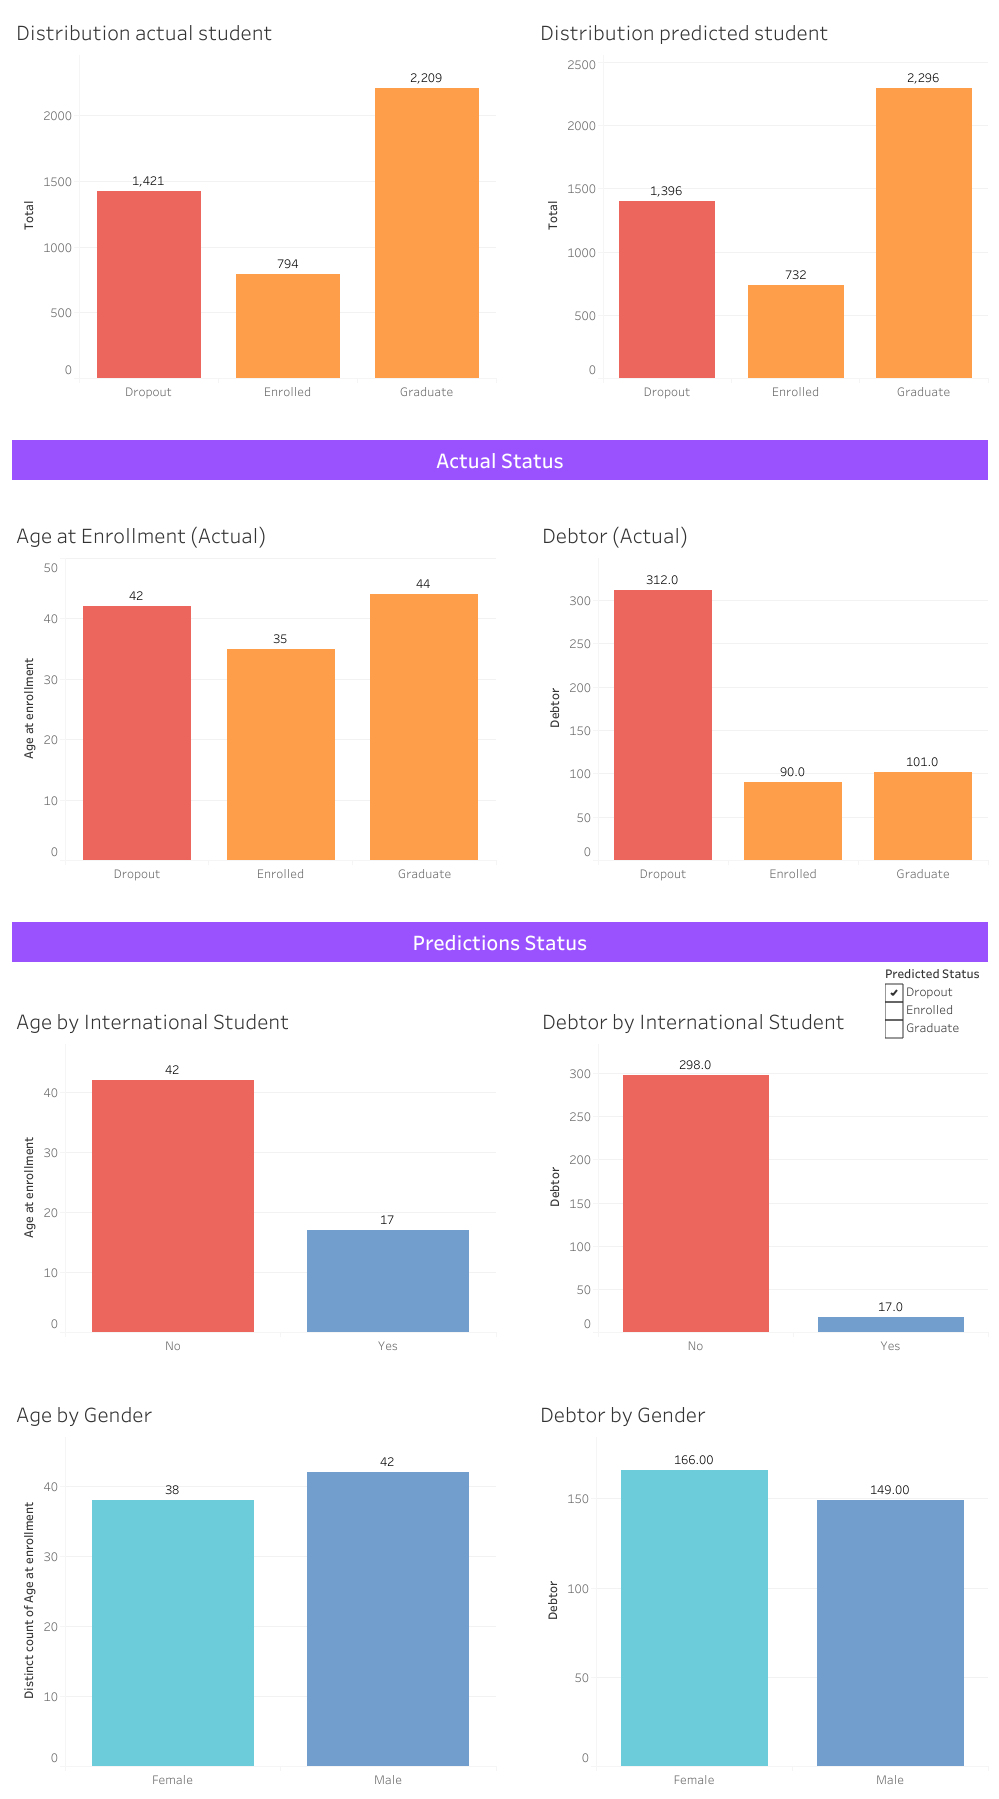 Distribution actual student
Total
2000
1500
1000
500
0
1,421
794
2,209
Dropout
Enrolled
Graduate
Distribution predicted student
Total
2500
2000
1500
1000
500
0
1,396
732
2,296
Dropout
Enrolled
Graduate
Actual Status
Age at Enrollment (Actual)
Age at enrollment
50
40
30
20
10
0
42
35
44
Dropout
Enrolled
Graduate
Debtor (Actual)
Debtor
300
250
200
150
100
50
0
312.0
90.0
101.0
Dropout
Enrolled
Graduate
Predictions Status
Predicted Status
Dropout
Enrolled
Graduate
Age by International Student
Age at enrollment
40
30
20
10
0
42
17
No
Yes
Debtor by International Student
Debtor
300
250
200
150
100
50
0
298.0
17.0
No
Yes
Age by Gender
Distinct count of Age at enrollment
40
30
20
10
0
38
42
Female
Male
Debtor by Gender
Debtor
150
100
50
0
166.00
149.00
Female
Male